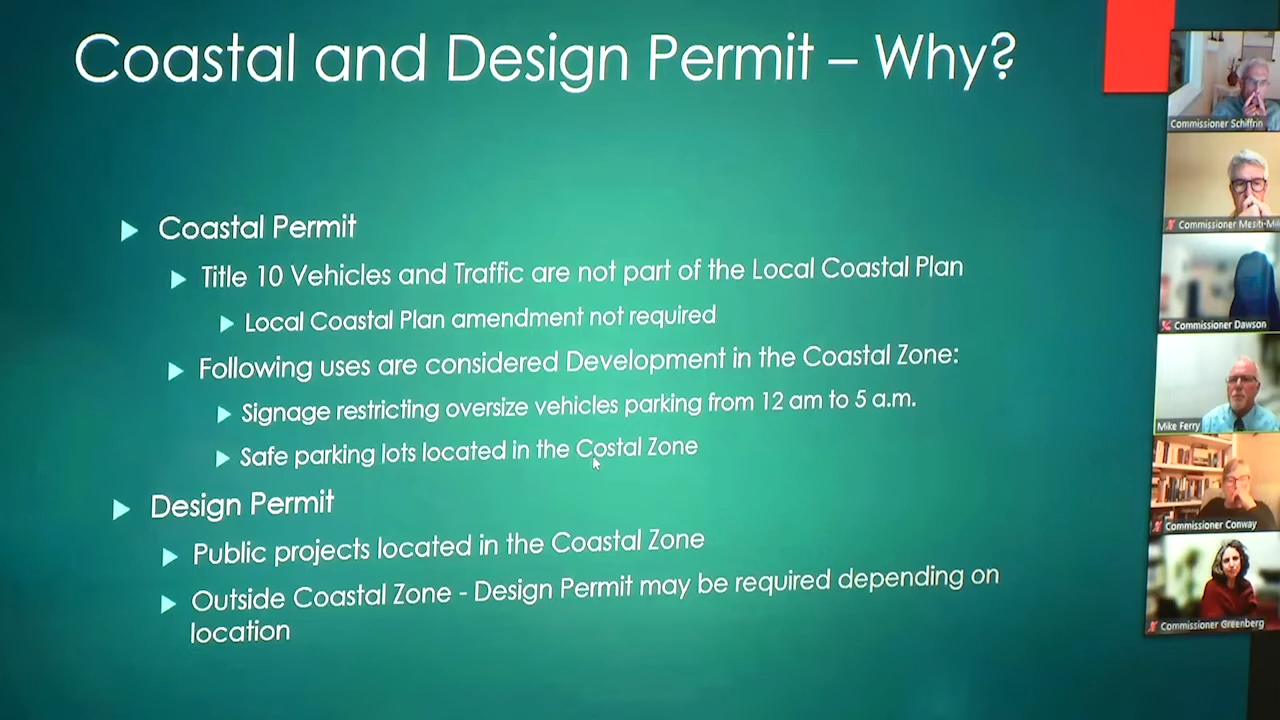 Coastal and Design Permit – Why?
Coastal Permit
Title 10 Vehicles and Traffic are not part of the Local Coastal Plan
Local Coastal Plan amendment not required
Following uses are considered Development in the Coastal Zone:
Signage restricting oversize vehicles parking from 12 am to 5 a.m.
Safe parking lots located in the Costal Zone
Design Permit
Public projects located in the Coastal Zone
Outside Coastal Zone - Design Permit may be required depending on
location
Commissioner Schiffrin
Commissioner Mesiti-Mil
Commissioner Dawson
Mike Ferry
Commissioner Conway
Commissioner Greenberg